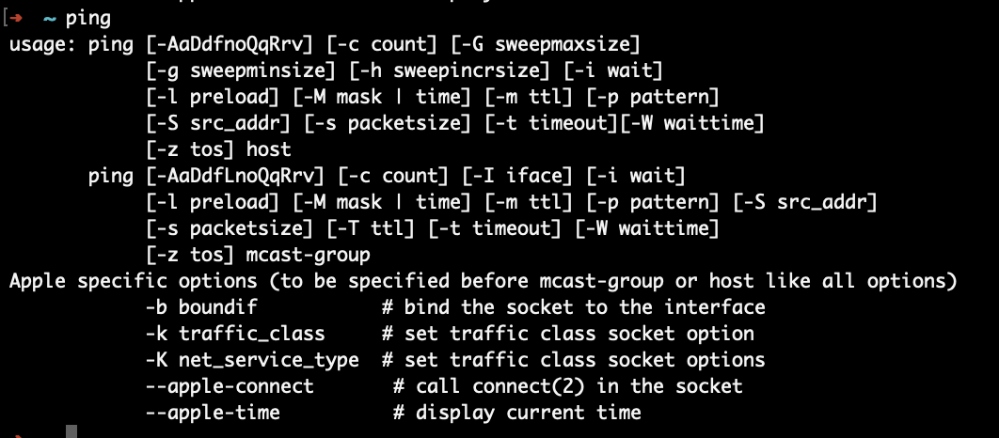 [➜  ~ ping
usage: ping [-AaDdfnoQqRrv] [-c count] [-G sweepmaxsize]
            [-g sweepminsize] [-h sweepincrsize] [-i wait]
            [-l preload] [-M mask | time] [-m ttl] [-p pattern]
            [-S src_addr] [-s packetsize] [-t timeout][-W waittime]
            [-z tos] host
       ping [-AaDdfLnoQqRrv] [-c count] [-I iface] [-i wait]
            [-l preload] [-M mask | time] [-m ttl] [-p pattern] [-S src_addr]
            [-s packetsize] [-T ttl] [-t timeout] [-W waittime]
            [-z tos] mcast-group
Apple specific options (to be specified before mcast-group or host like all options)
            -b boundif           # bind the socket to the interface
            -k traffic_class     # set traffic class socket option
            -K net_service_type  # set traffic class socket options
            --apple-connect       # call connect(2) in the socket
            --apple-time          # display current time